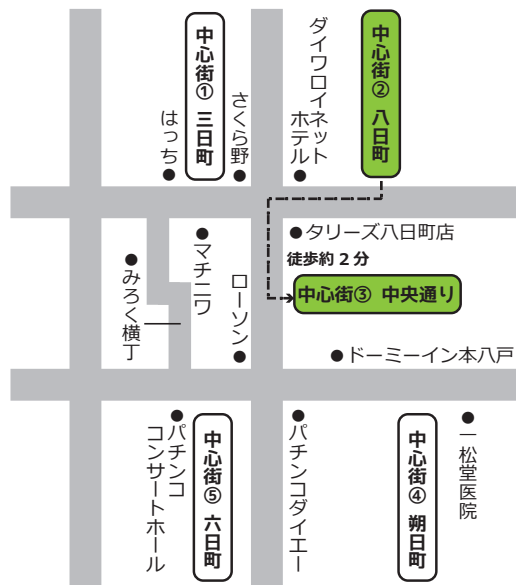 中心街① 三日町
中心街② 八日町
ダイワロイネット
ホテル
さくら野
はっち
●タリーズ八日町店
徒歩約 2 分
中心街③ 中央通り
マチニワ
ローソン
みろく横丁
●ドーミーイン本八戸
パチンコ
コンサートホール
中心街⑤ 六日町
パチンコダイエー
中心街④ 朔日町
一松堂医院